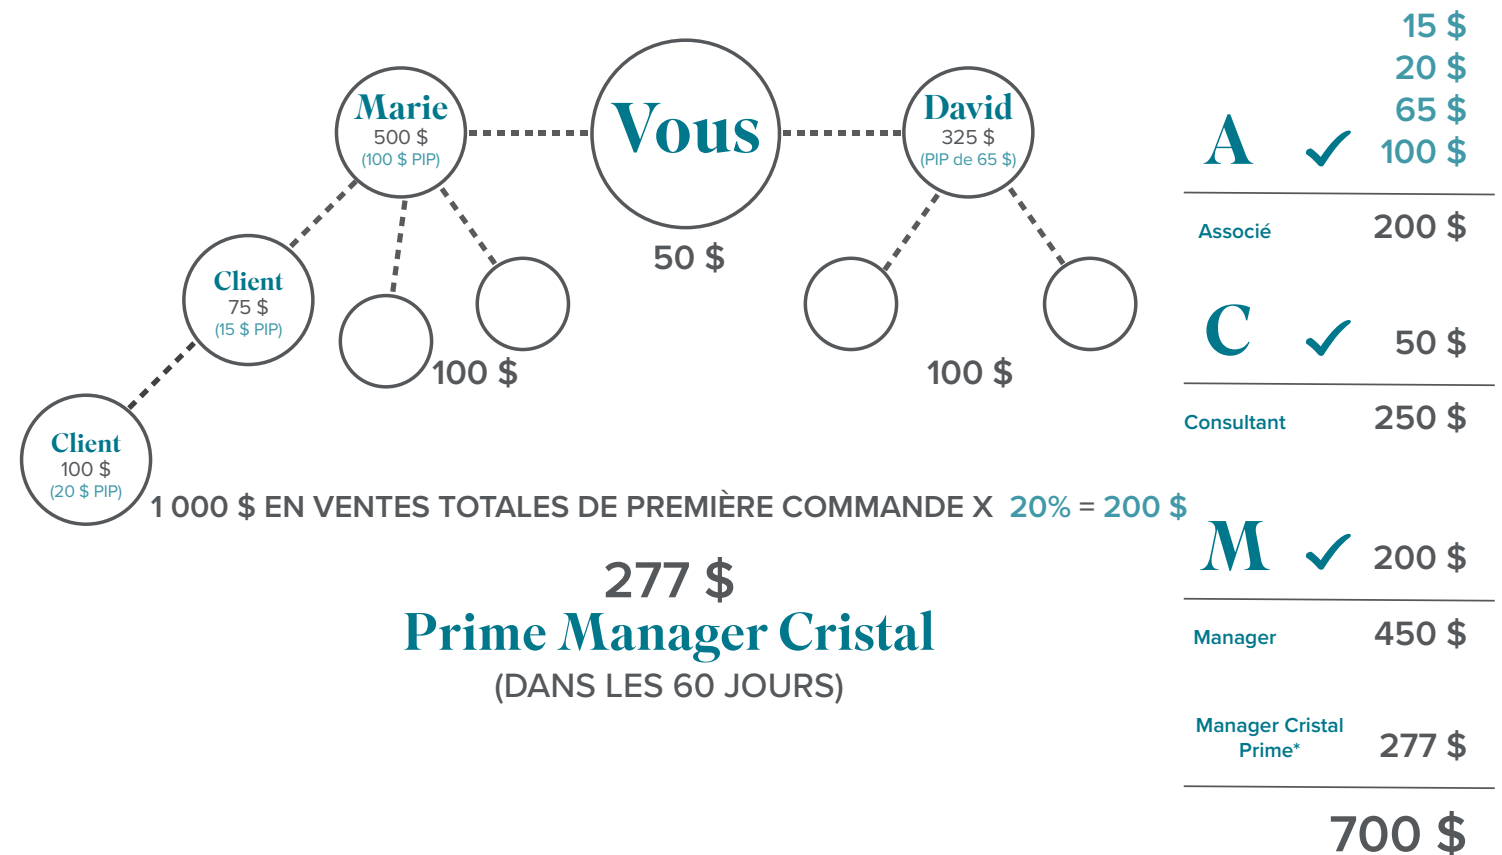 Marie
500 $
(100 $ PIP)
Vous
50 $
David
325 $
(PIP de 65 $)
Client
75 $
(15 $ PIP)
100 $
100 $
Client
100 $
(20 $ PIP)
1 000 $ EN VENTES TOTALES DE PREMIÈRE COMMANDE X 20% = 200 $
277 $
Prime Manager Cristal
(DANS LES 60 JOURS)
15 $
20 $
65 $
A ✓ 100 $
Associé 200 $
C ✓ 50 $
Consultant 250 $
M ✓ 200 $
Manager 450 $
Manager Cristal
Prime* 277 $
700 $